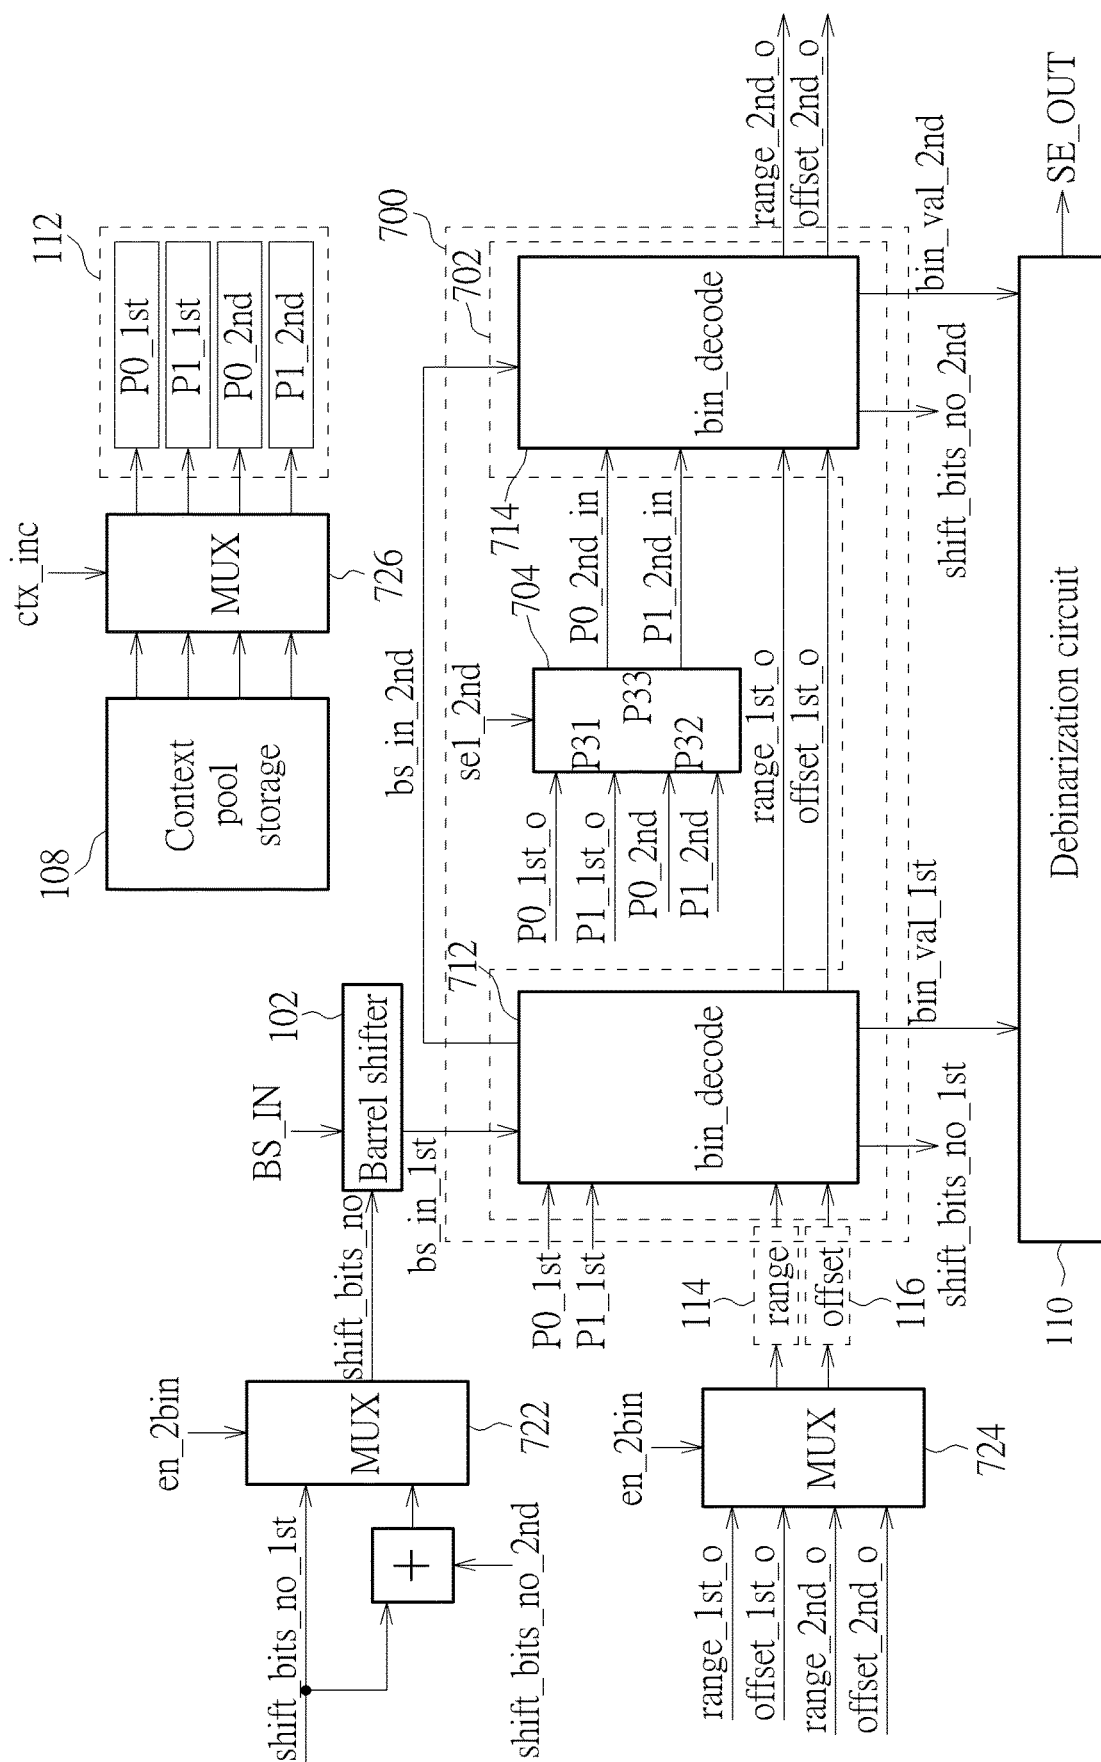 shift_bits_no_1st
shift_bits_no_2nd
+
en_2bin
MUX
722
shift_bits_no
BS_IN
Barrel shifter
102
bs_in_1st
108
Context
pool
storage
ctx_inc
MUX
726
112
P0_1st
P1_1st
P0_2nd
P1_2nd
range_1st_o
offset_1st_o
range_2nd_o
offset_2nd_o
en_2bin
MUX
724
114
range
offset
116
P0_1st
P1_1st
712
bin_decode
bs_in_2nd
P0_1st_o
P1_1st_o
P0_2nd
P1_2nd
sel_2nd
704
P31
P33
P32
P0_2nd_in
P1_2nd_in
range_1st_o
offset_1st_o
714
bin_decode
702
700
range_2nd_o
offset_2nd_o
shift_bits_no_1st
bin_val_1st
shift_bits_no_2nd
bin_val_2nd
110
Debinarization circuit
SE_OUT